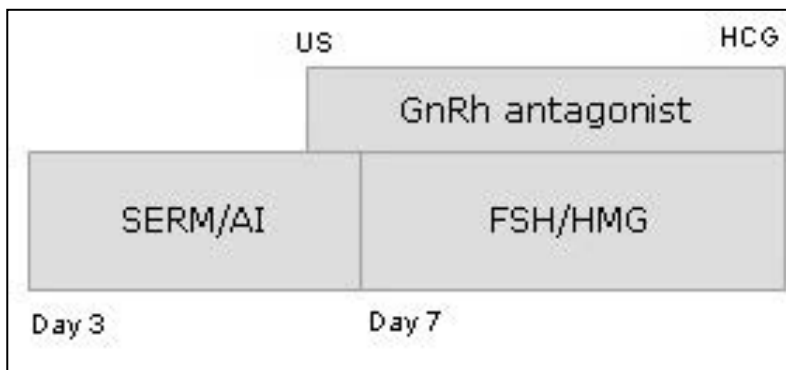 US HCG
GnRh antagonist
SERM/AI FSH/HMG
Day 3 Day 7